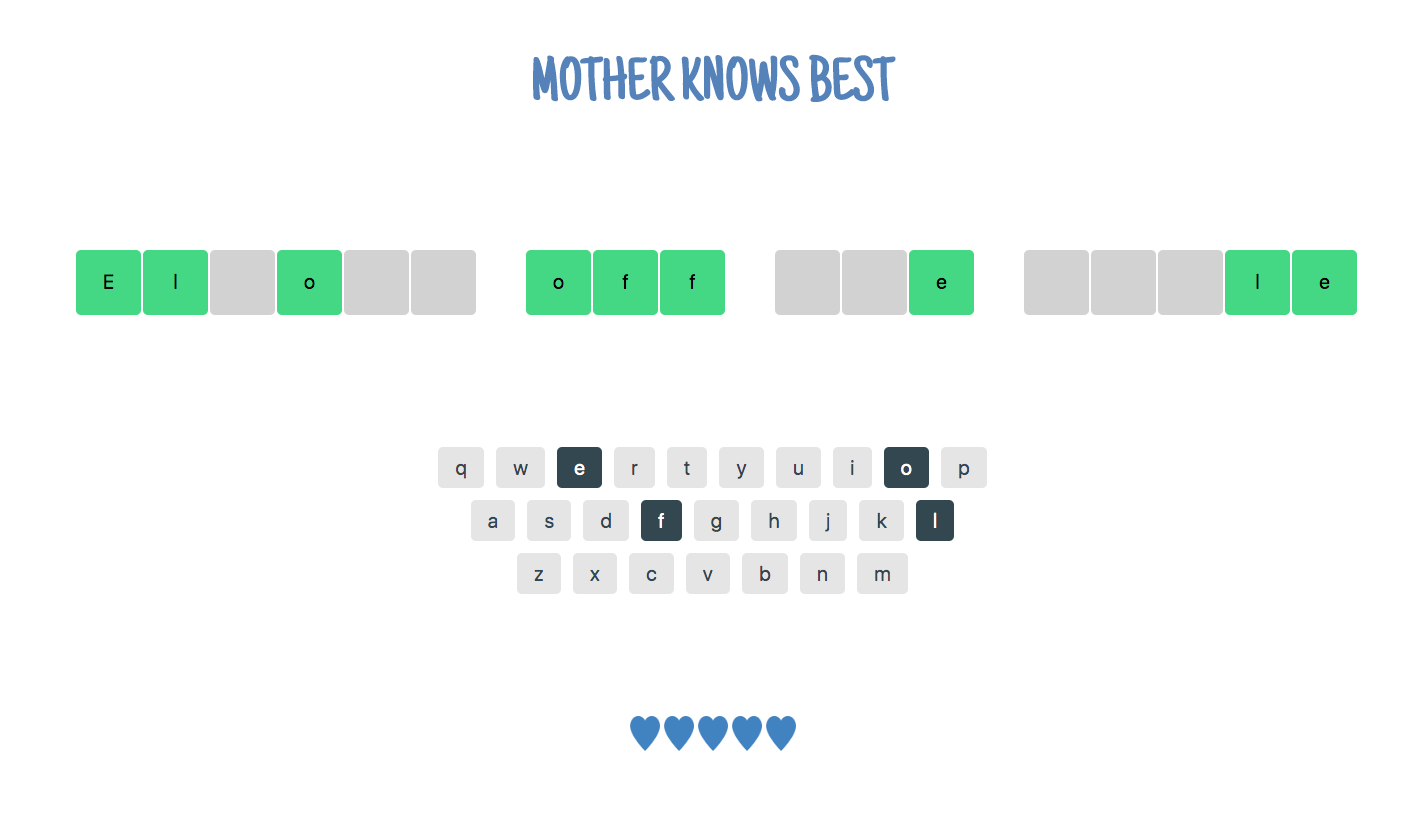 MOTHER KNOWS BEST
E l o o f f e l e
q w e r t y u i o p
a s d f g h j k l
z x c v b n m